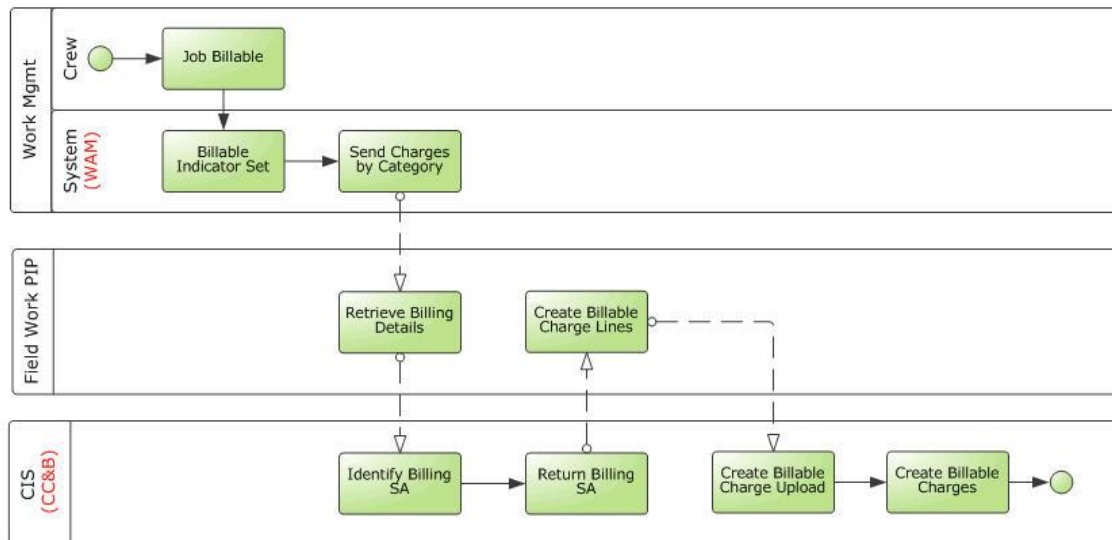 Work Mgmt
Crew
Job Billable
System
(WAM)
Billable
Indicator Set
Send Charges
by Category
Field Work PIP
Retrieve Billing
Details
Create Billable
Charge Lines
CIS
(CC&B)
Identify Billing
SA
Return Billing
SA
Create Billable
Charge Upload
Create Billable
Charges